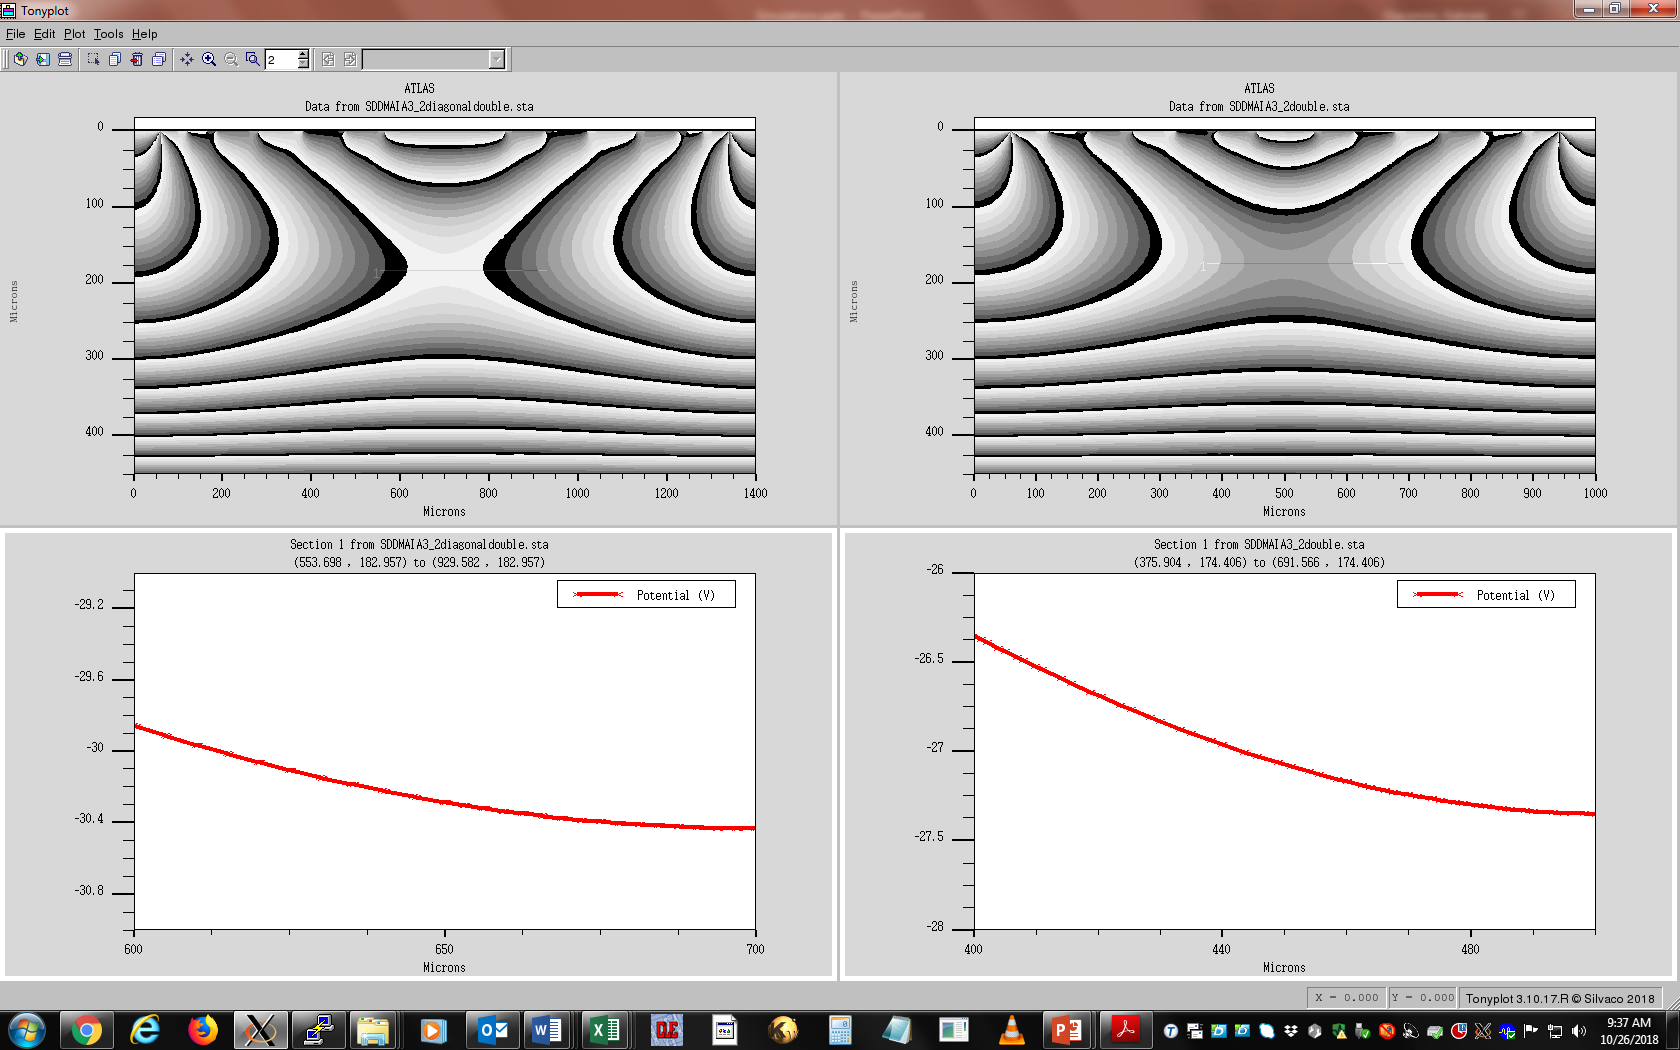 Tonyplot
File Edit Plot Tools Help
2
ATLAS
Data from SDDMAIA3_2diagonaldouble.sta
0
100
200
300
400
Microns
1
0 200 400 600 800 1000 1200 1400
Microns
ATLAS
Data from SDDMAIA3_2double.sta
0
100
200
300
400
Microns
1
0 100 200 300 400 500 600 700 800 900 1000
Microns
Section 1 from SDDMAIA3_2diagonaldouble.sta
(553.698 , 182.957) to (929.582 , 182.957)
Potential (V)
-29.2
-29.6
-30
-30.4
-30.8
600 650 700
Microns
Section 1 from SDDMAIA3_2double.sta
(375.904 , 174.406) to (691.566 , 174.406)
Potential (V)
-26
-26.5
-27
-27.5
-28
400 440 480
Microns
X = 0.000 Y = 0.000 Tonyplot 3.10.17.R © Silvaco 2018
9:37 AM
10/26/2018